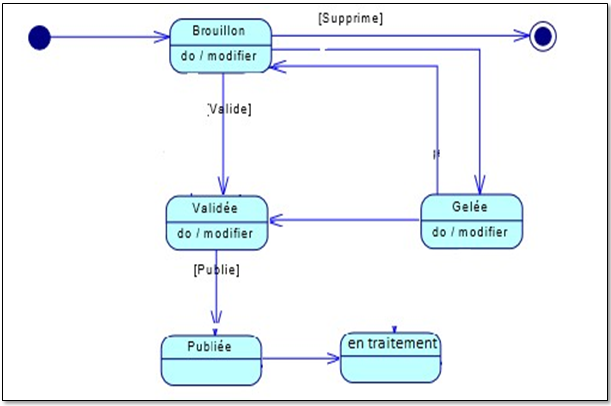 [Supprime]
Brouillon
do / modifier
Valide]
Validée
do / modifier
Gelée
do / modifier
[Publie]
Publiée
en traitement